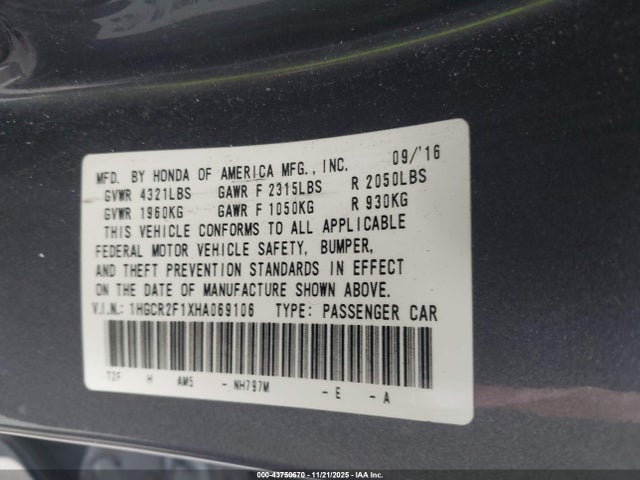 MFD. BY HONDA OF AMERICA MFG., INC. 09/'16
GVWR 4321LBS GAWR F 2315LBS R 2050LBS
GVWR 1960KG GAWR F 1050KG R 930KG
THIS VEHICLE CONFORMS TO ALL APPLICABLE
FEDERAL MOTOR VEHICLE SAFETY, BUMPER,
AND THEFT PREVENTION STANDARDS IN EFFECT
ON THE DATE OF MANUFACTURE SHOWN ABOVE.
V.I.N.: 1HGCR2F1XHA069106 TYPE: PASSENGER CAR
T2F H AM5 - NH797M - E - A
000-43750670 - 11/21/2025 - IAA Inc.